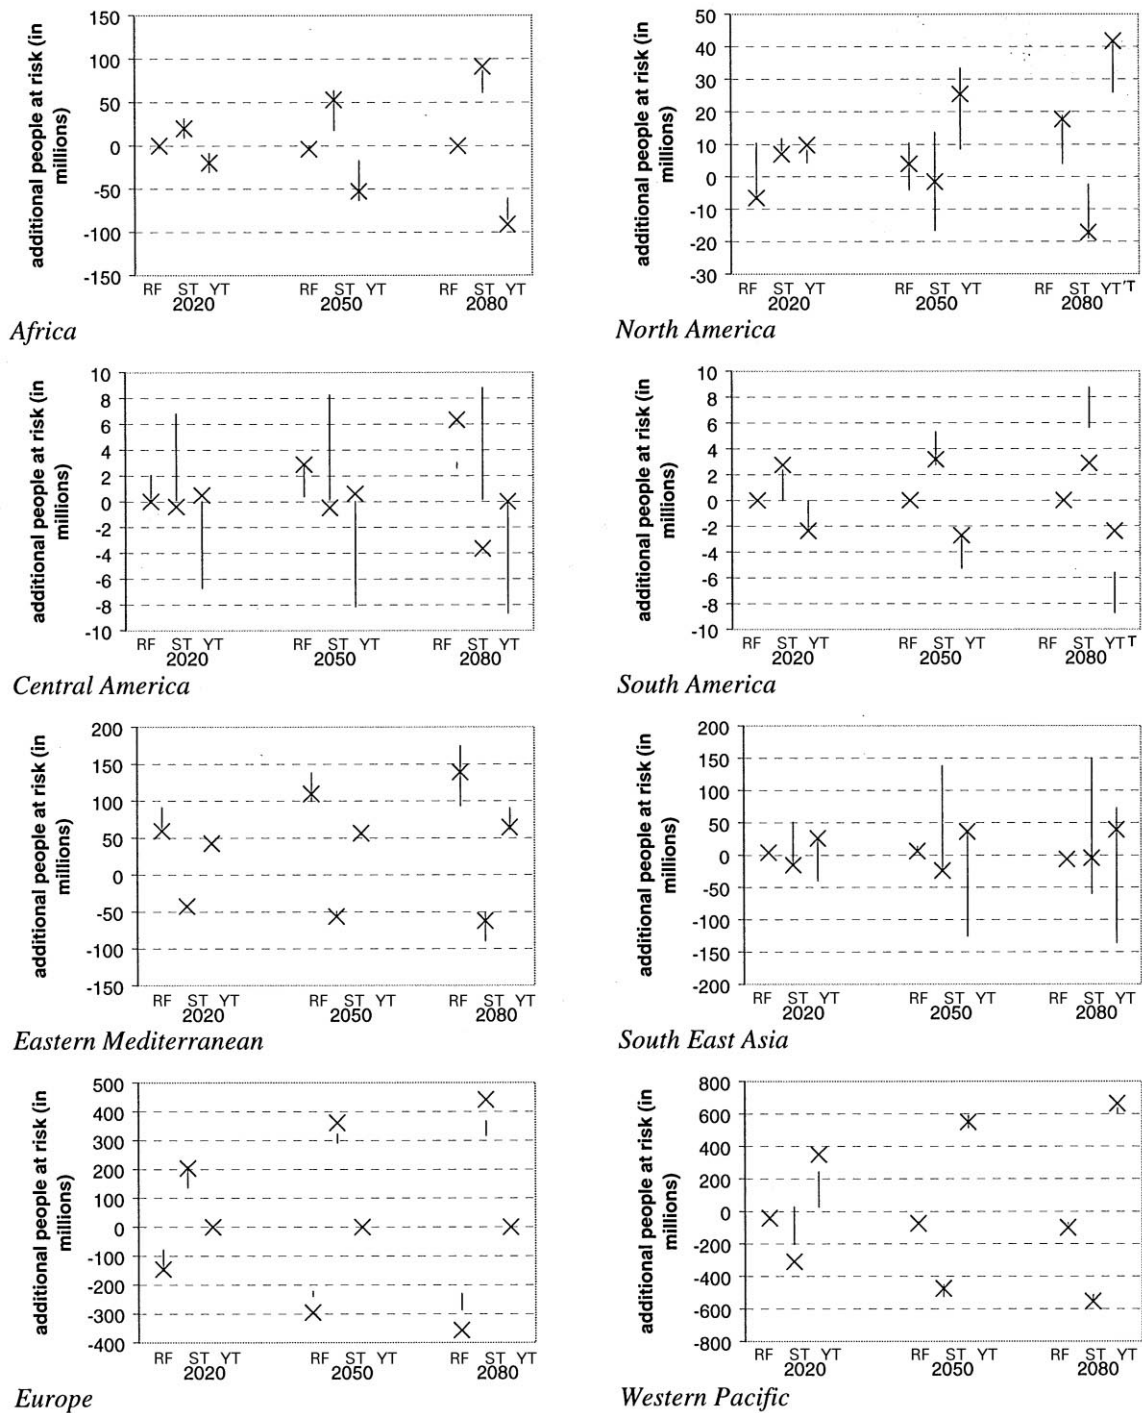 additional people at risk (in
millions)
150
100
50
0
-50
-100
-150
RF ST YT RF ST YT RF ST YT
2020 2050 2080
Africa
additional people at risk (in
millions)
50
40
30
20
10
0
-10
-20
-30
RF ST YT RF ST YT RF ST YT'T
2020 2050 2080
North America
additional people at risk (in
millions)
10
8
6
4
2
0
-2
-4
-6
-8
-10
RF ST YT RF ST YT RF ST YT
2020 2050 2080
Central America
additional people at risk (in
millions)
10
8
6
4
2
0
-2
-4
-6
-8
-10
RF ST YT RF ST YT RF ST YT T
2020 2050 2080
South America
additional people at risk (in
millions)
200
150
100
50
0
-50
-100
-150
RF ST YT RF ST YT RF ST YT
2020 2050 2080
Eastern Mediterranean
additional people at risk (in
millions)
200
150
100
50
0
-50
-100
-150
-200
RF ST YT RF ST YT RF ST YT
2020 2050 2080
South East Asia
additional people at risk (in
millions)
500
400
300
200
100
0
-100
-200
-300
-400
RF ST YT RF ST YT RF ST YT
2020 2050 2080
Europe
additional people at risk (in
millions)
800
600
400
200
0
-200
-400
-600
-800
RF ST YT RF ST YT RF ST YT
2020 2050 2080
Western Pacific